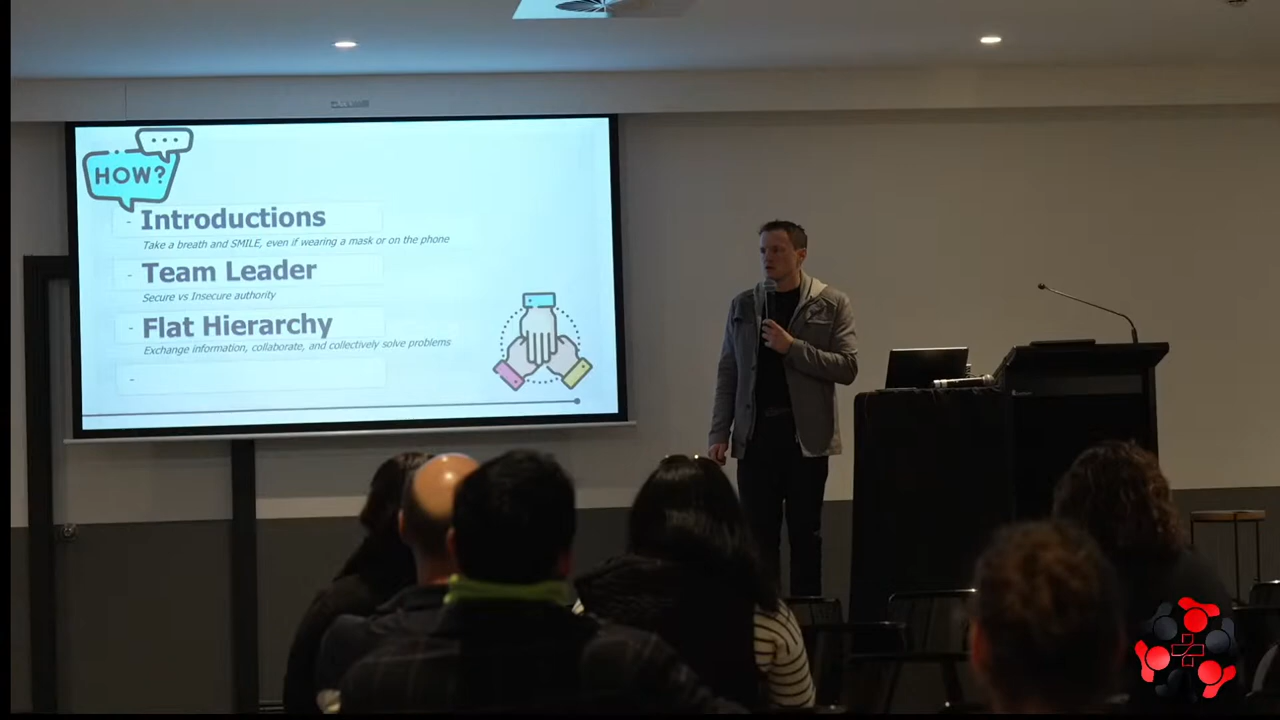 HOW?
- Introductions
Take a breath and SMILE, even if wearing a mask or on the phone
- Team Leader
Secure vs Insecure authority
- Flat Hierarchy
Exchange information, collaborate, and collectively solve problems
-